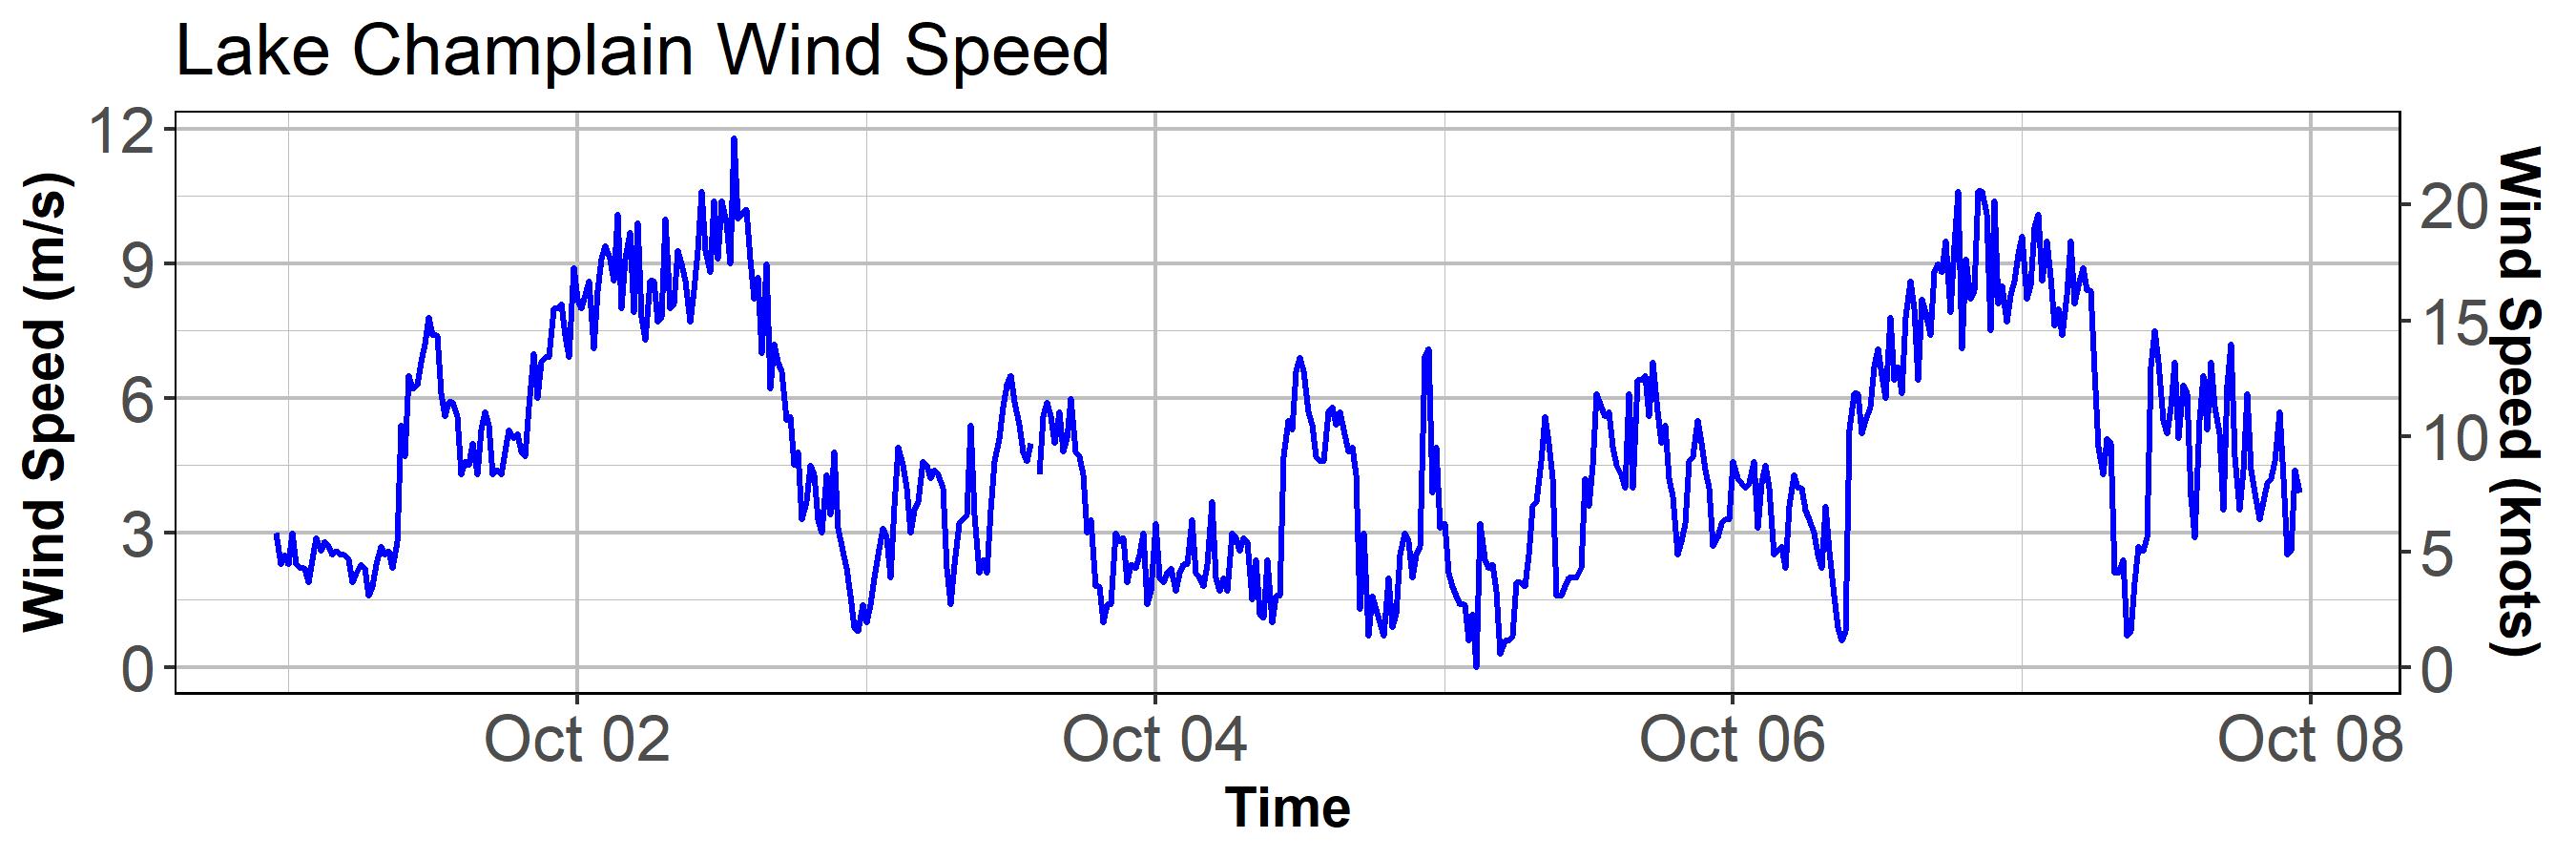 Lake Champlain Wind Speed
Wind Speed (m/s)
12
9
6
3
0
20
15
10
5
0
Wind Speed (knots)
Oct 02 Oct 04 Oct 06 Oct 08
Time